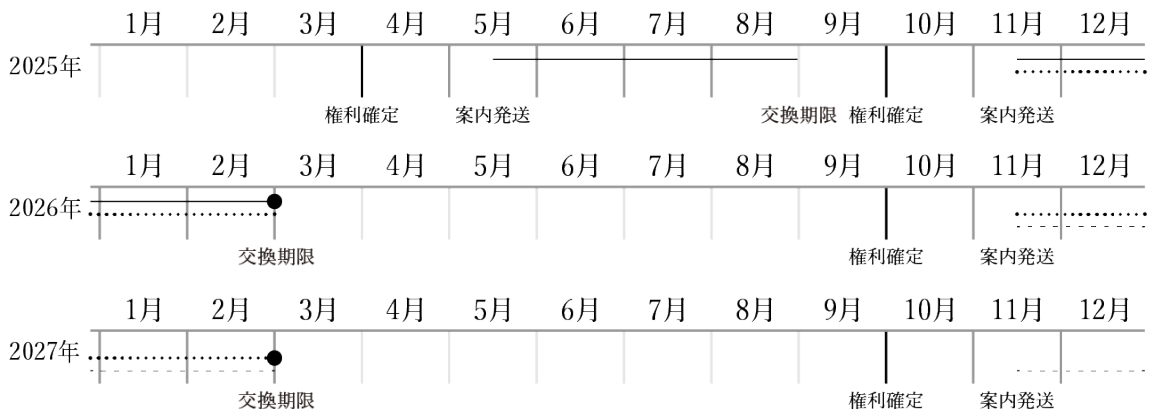 1月 2月 3月 4月 5月 6月 7月 8月 9月 10月 11月 12月
2025年
権利確定 案内発送 交換期限 権利確定 案内発送
1月 2月 3月 4月 5月 6月 7月 8月 9月 10月 11月 12月
2026年
交換期限 権利確定 案内発送
1月 2月 3月 4月 5月 6月 7月 8月 9月 10月 11月 12月
2027年
交換期限 権利確定 案内発送